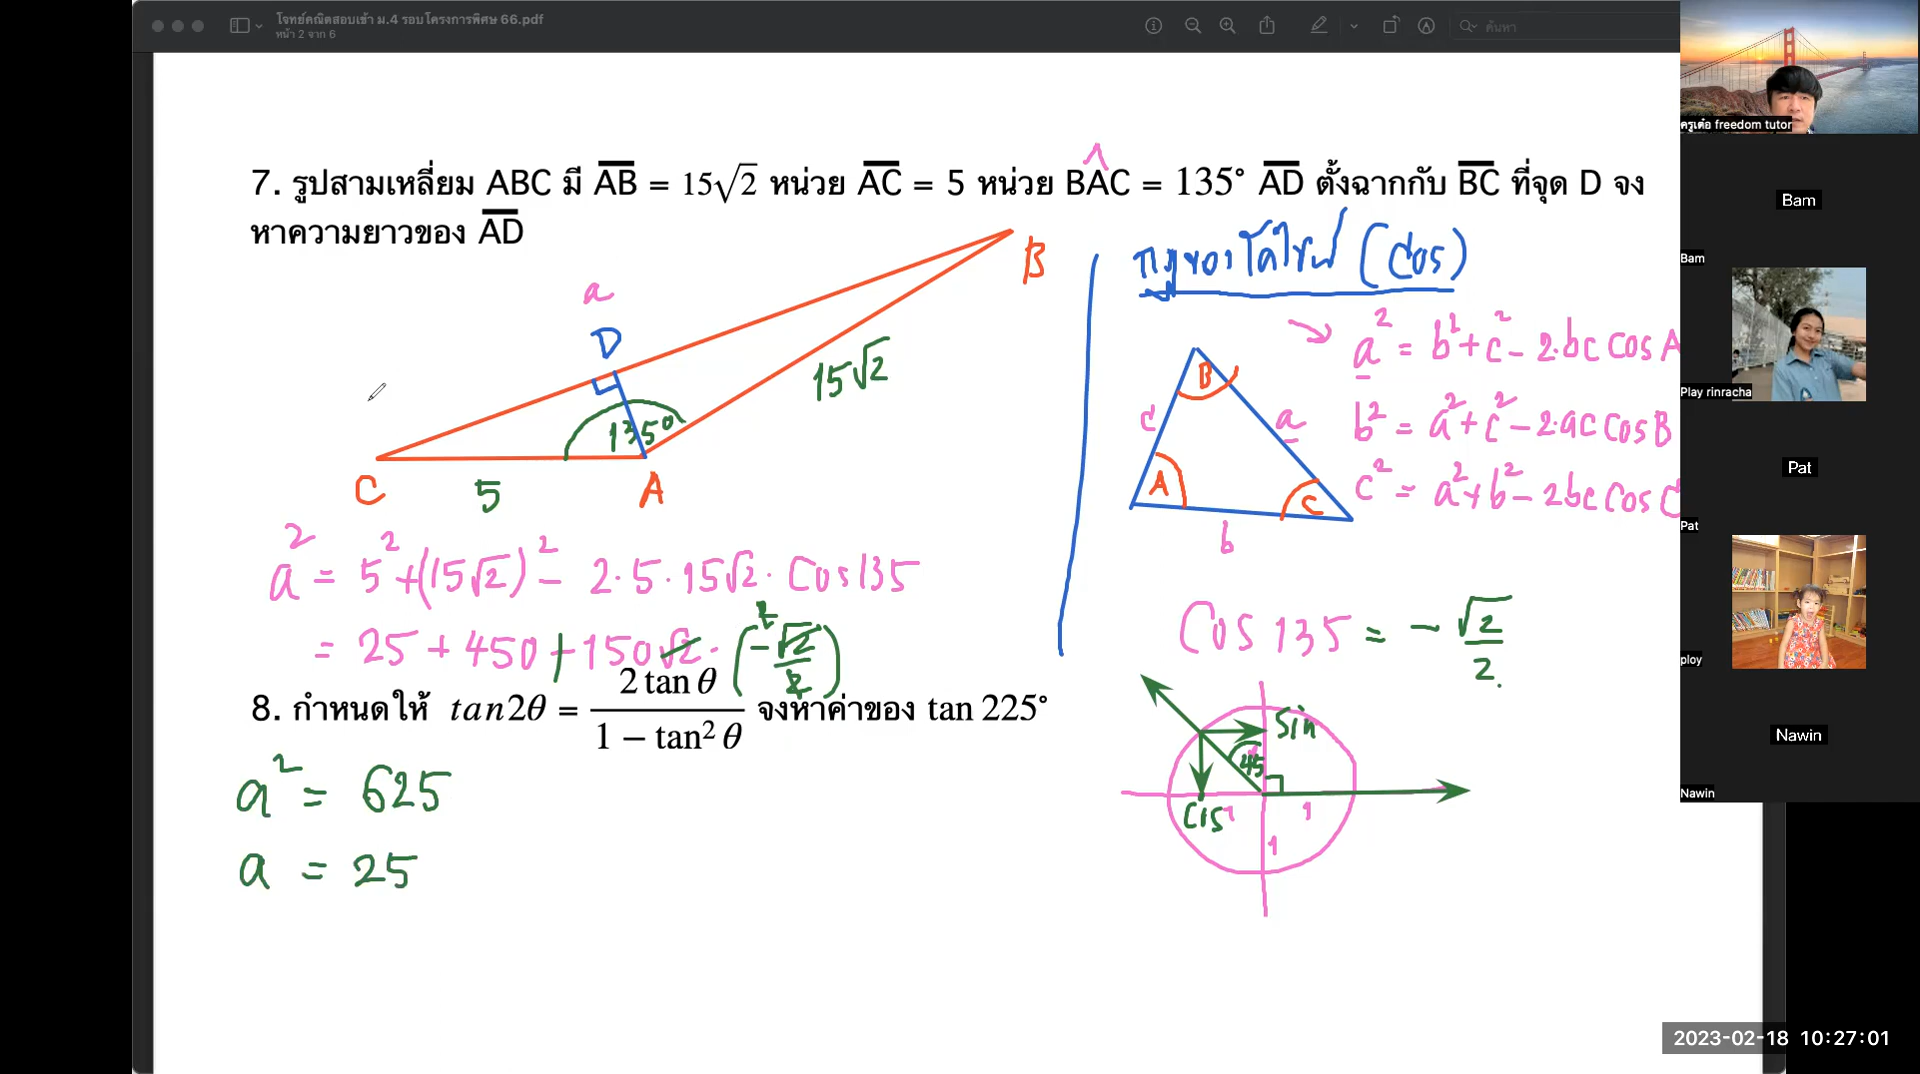 โจทย์คณิตสอบเข้า ม.4 รอบโครงการพิเศษ 66.pdf
หน้า 2 จาก 6
ค้นหา
7. รูปสามเหลี่ยม ABC มี AB = 15√2 หน่วย AC = 5 หน่วย BAC = 135° AD ตั้งฉากกับ BC ที่จุด D จง
หาความยาวของ AD
a
D
B
15√2
135°
C
5
A
กฎของโคไซน์ (cos)
a² = b²+c²-2·bc cos A
b² = a²+c²-2·ac cos B
c² = a²+b²-2bc cos C
B
c
a
A
C
b
a² = 5²+(15√2)² - 2·5·15√2·cos135
= 25 + 450 + 150√2·(-√2/2)
cos 135 = -√2/2
8. กำหนดให้ tan2θ = 2 tan θ / 1 − tan² θ จงหาค่าของ tan 225°
a² = 625
a = 25
sin
45
cos
1
1
1
ครูเต๋อ freedom tutor
Bam
Bam
Play rinracha
Pat
Pat
ploy
Nawin
Nawin
2023-02-18 10:27:01